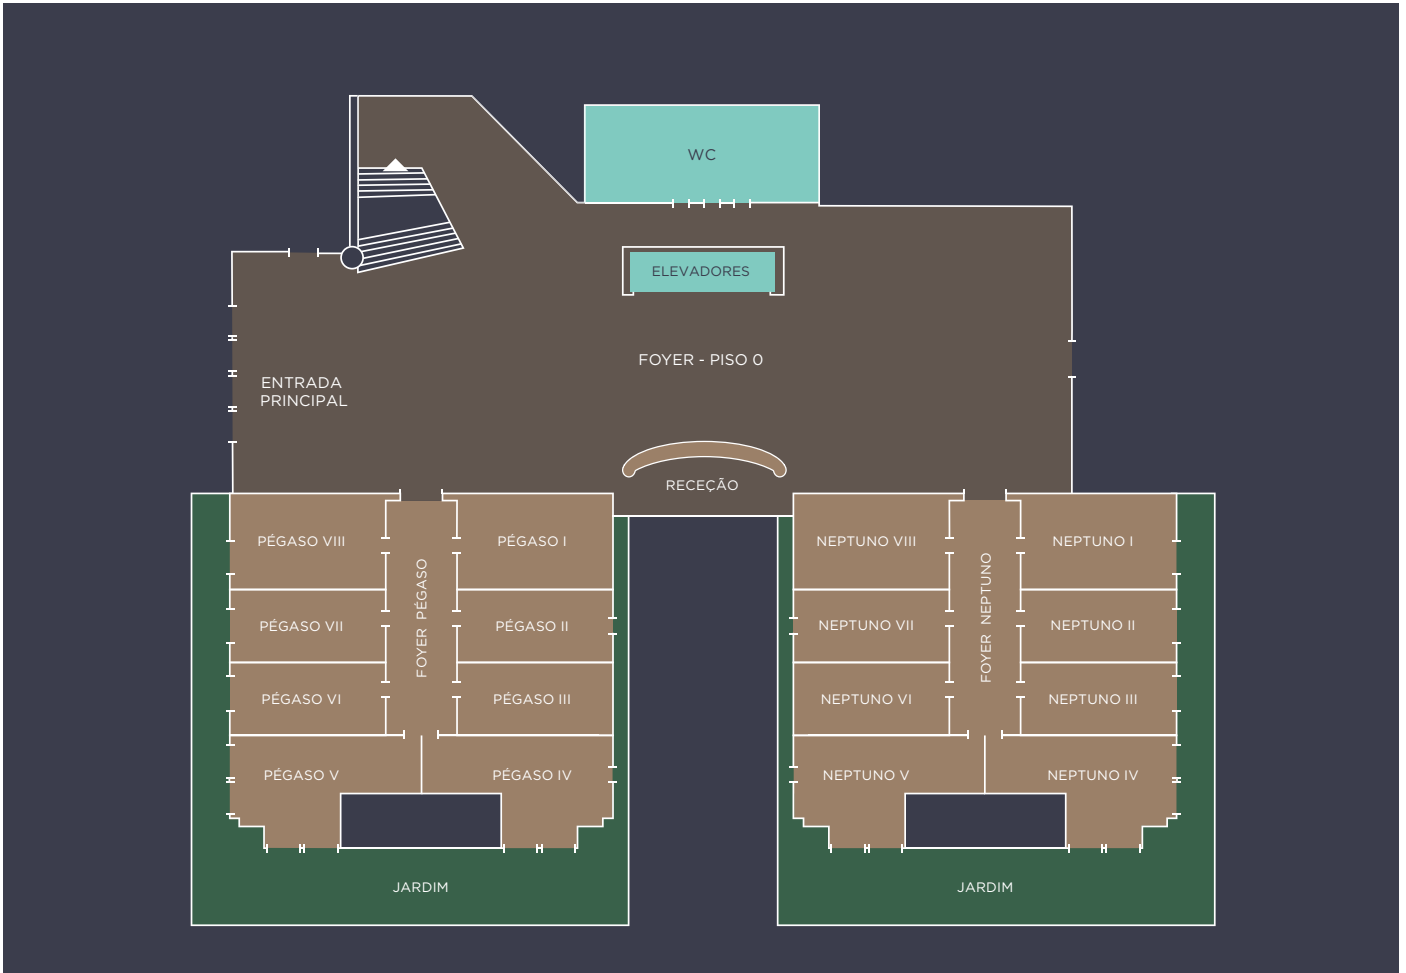 WC
ELEVADORES
FOYER - PISO 0
ENTRADA
PRINCIPAL
RECEÇÃO
PÉGASO VIII
PÉGASO I
NEPTUNO VIII
NEPTUNO I
FOYER PÉGASO
FOYER NEPTUNO
PÉGASO VII
PÉGASO II
NEPTUNO VII
NEPTUNO II
PÉGASO VI
PÉGASO III
NEPTUNO VI
NEPTUNO III
PÉGASO V
PÉGASO IV
NEPTUNO V
NEPTUNO IV
JARDIM
JARDIM